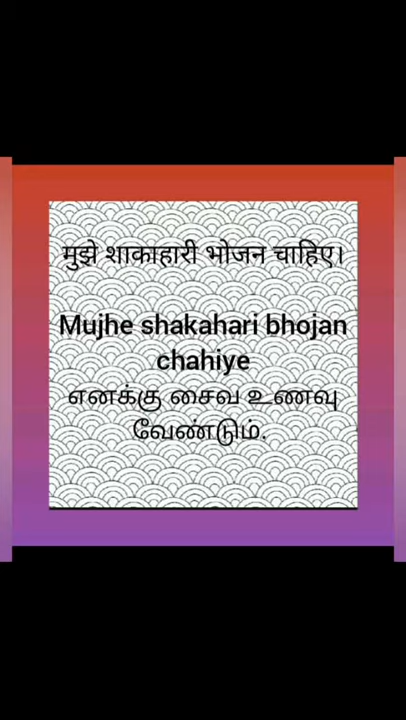 मुझे शाकाहारी भोजन चाहिए।
Mujhe shakahari bhojan
chahiye
எனக்கு சைவ உணவு
வேண்டும்.